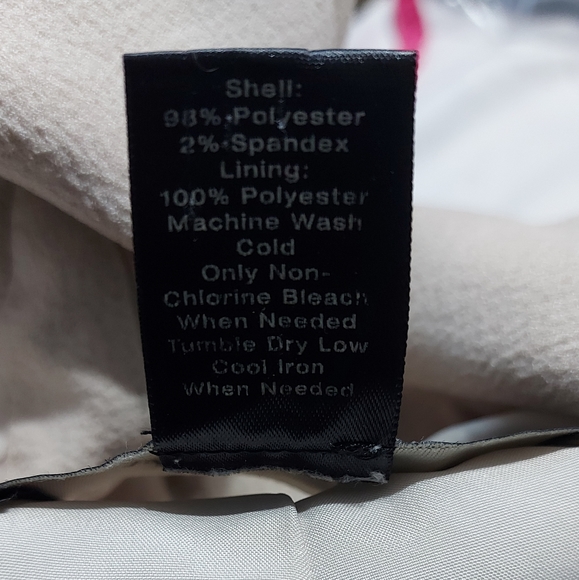 Shell:
98% Polyester
2% Spandex
Lining:
100% Polyester
Machine Wash
Cold
Only Non-
Chlorine Bleach
When Needed
Tumble Dry Low
Cool Iron
When Needed